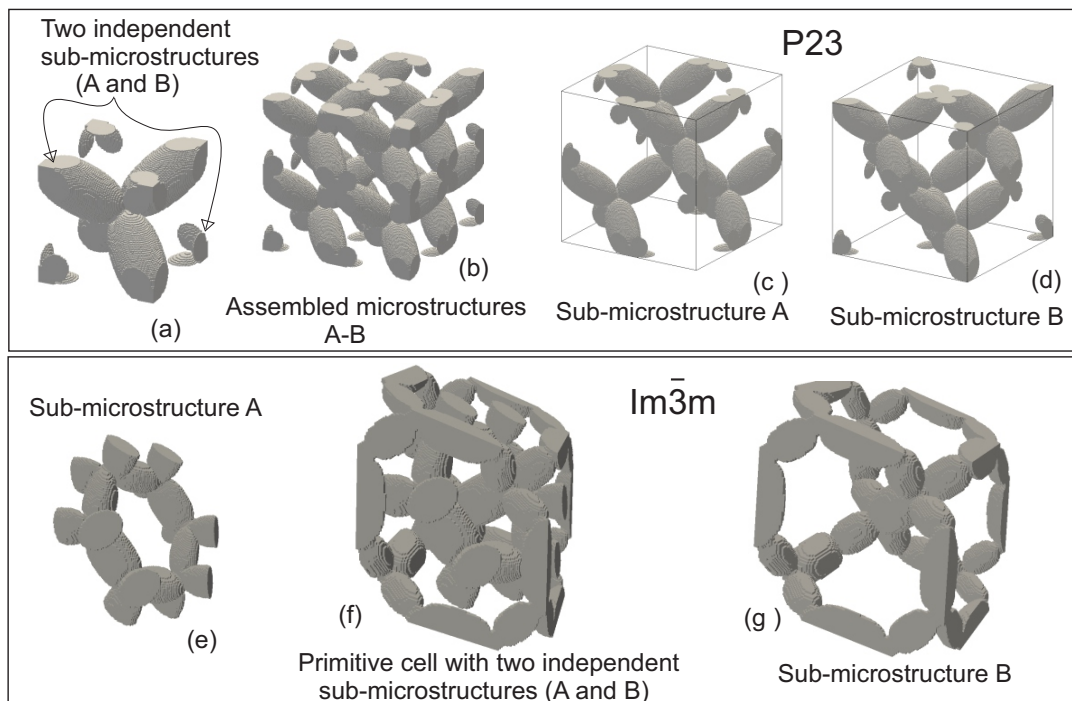 Two independent
sub-microstructures
(A and B)
P23
(a)
(b)
(c )
(d)
Assembled microstructures
A-B
Sub-microstructure A
Sub-microstructure B
Sub-microstructure A
Im3̄m
(e)
(f)
(g )
Primitive cell with two independent
sub-microstructures (A and B)
Sub-microstructure B